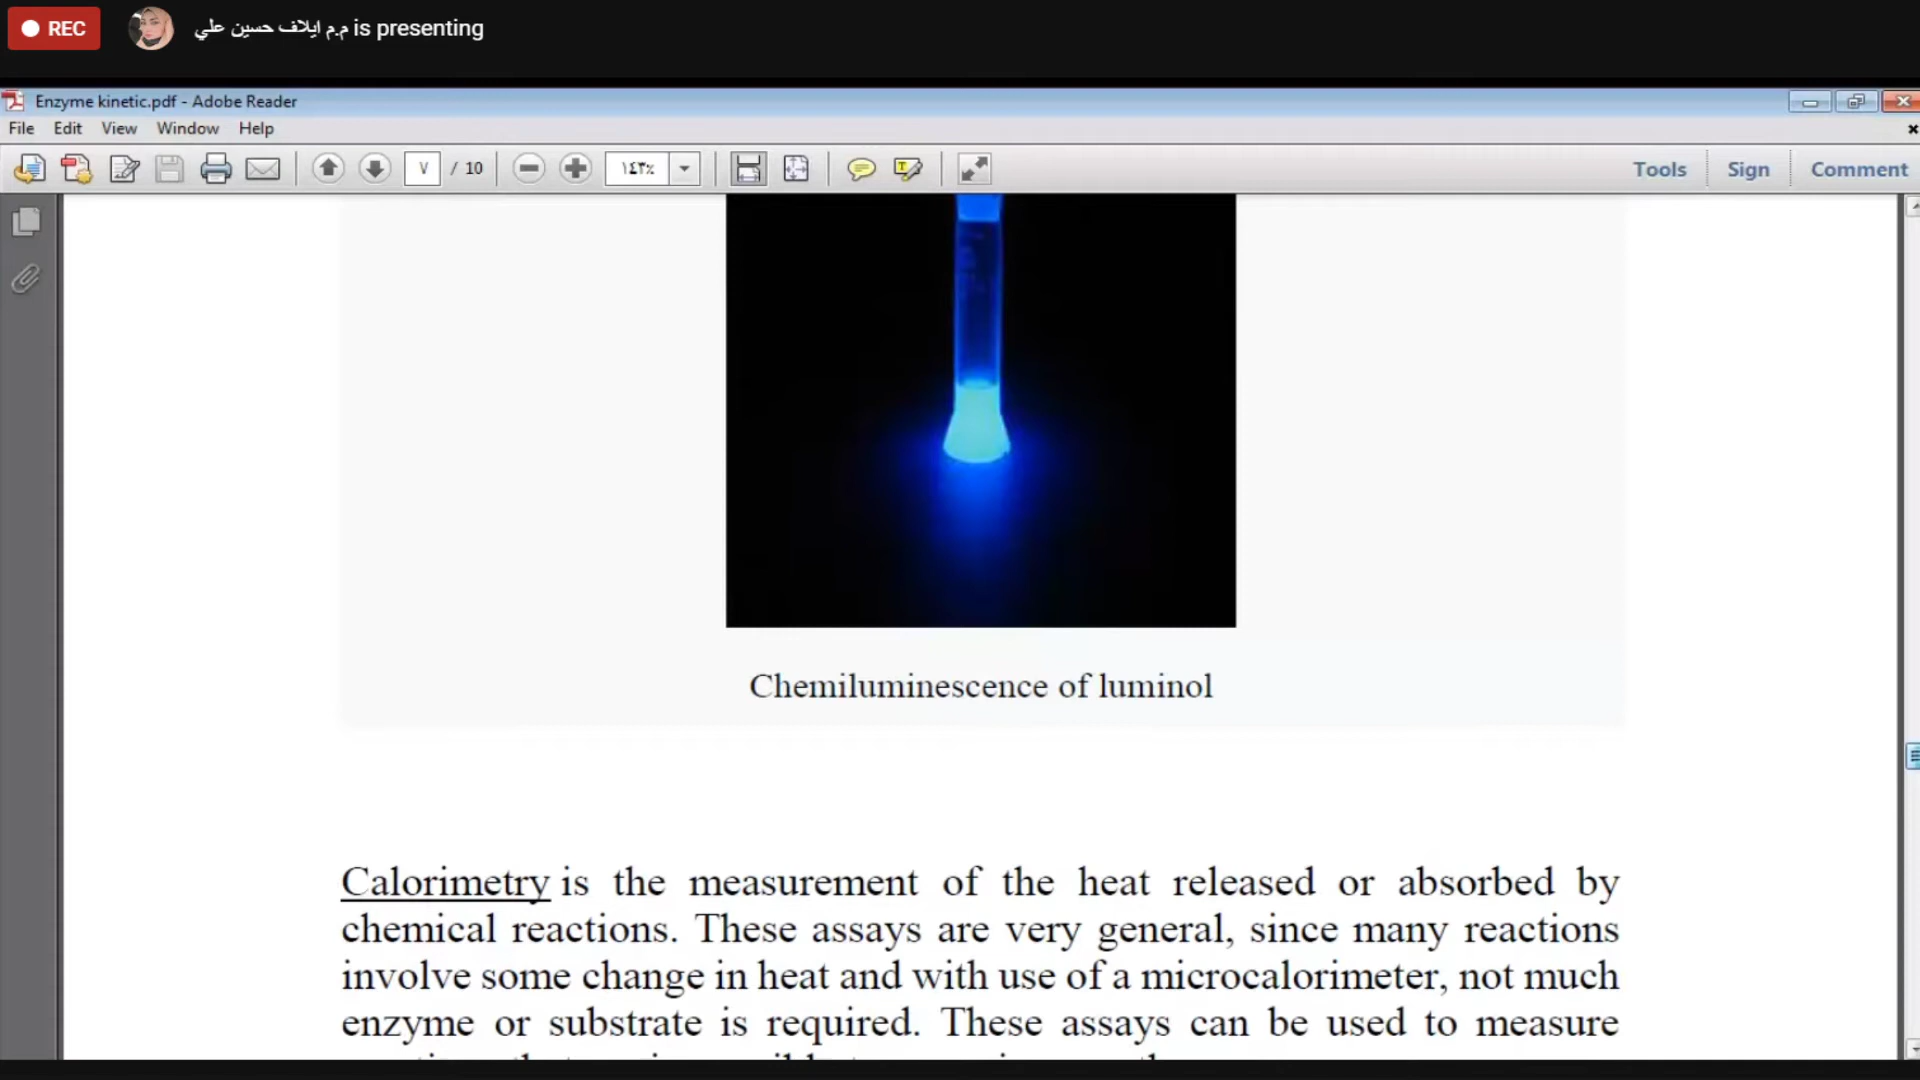 REC
م.م ايلاف حسين علي is presenting
Enzyme kinetic.pdf - Adobe Reader
File Edit View Window Help
٧ / 10 ١٤٣٪ Tools Sign Comment
Chemiluminescence of luminol
Calorimetry is the measurement of the heat released or absorbed by
chemical reactions. These assays are very general, since many reactions
involve some change in heat and with use of a microcalorimeter, not much
enzyme or substrate is required. These assays can be used to measure